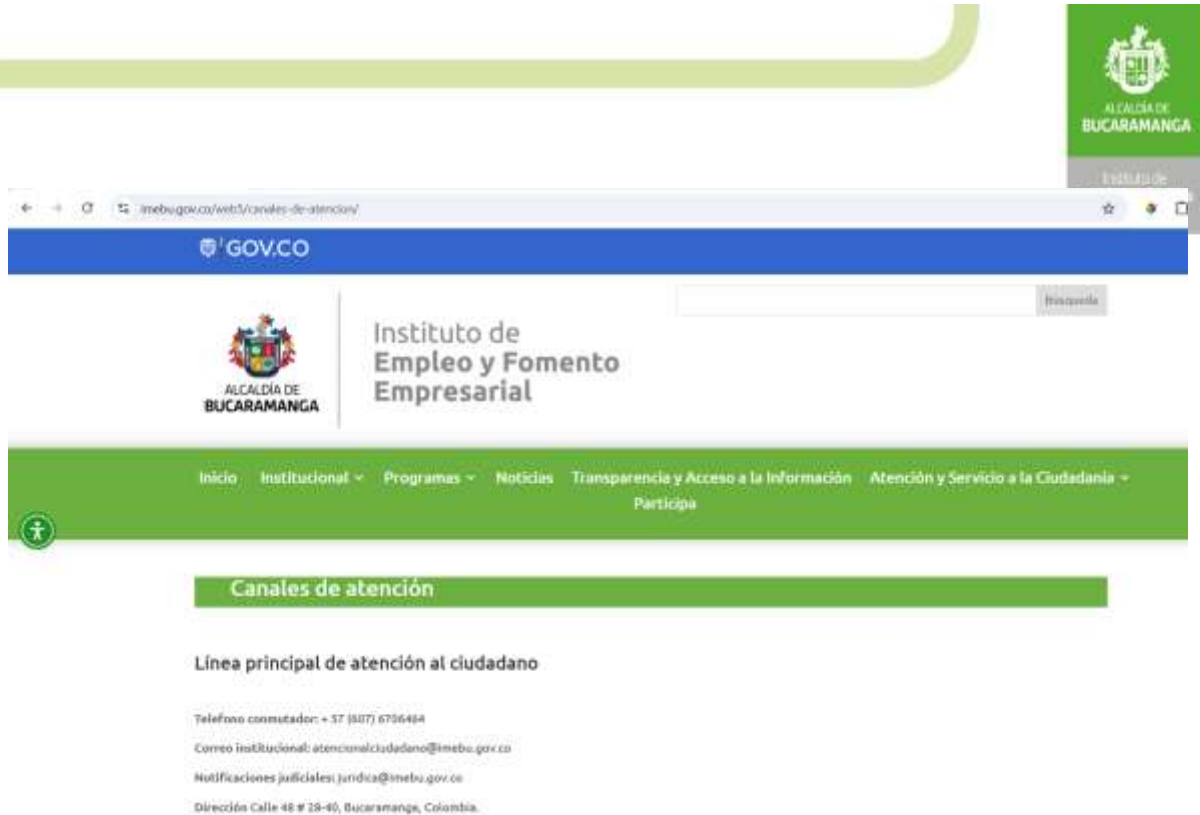 ALCALDÍA DE
BUCARAMANGA
Instituto de
imebu.gov.co/web5/canales-de-atencion/
GOV.CO
Búsqueda
ALCALDÍA DE
BUCARAMANGA
Instituto de
Empleo y Fomento
Empresarial
Inicio Institucional Programas Noticias Transparencia y Acceso a la Información Atención y Servicio a la Ciudadanía
Participa
Canales de atención
Línea principal de atención al ciudadano
Telefono conmutador: + 57 (607) 6706464
Correo institucional: atencionalciudadano@imebu.gov.co
Notificaciones judiciales: juridica@imebu.gov.co
Dirección Calle 48 # 28-40, Bucaramanga, Colombia.